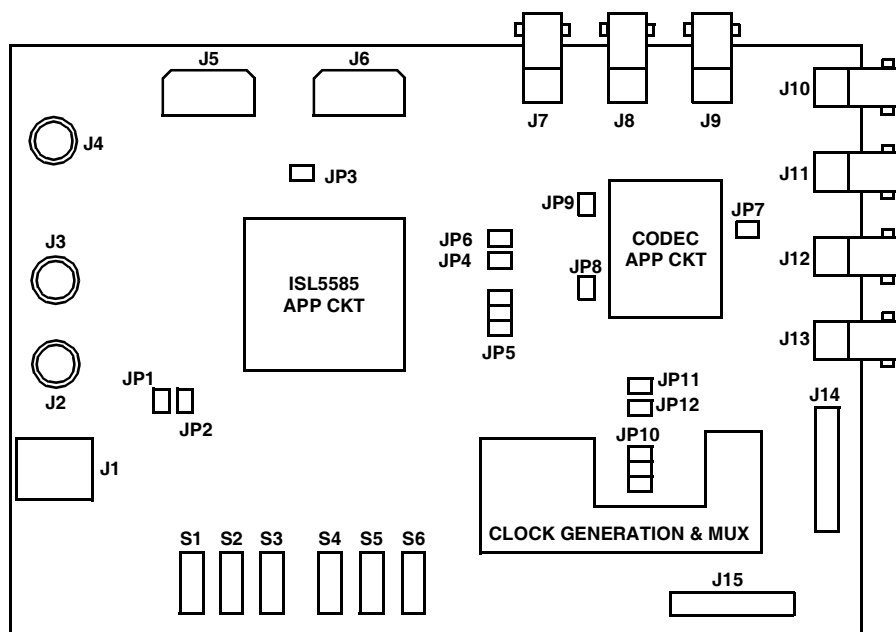 J5
J6
J7
J8
J9
J10
J4
J11
JP3
JP9
JP7
J3
JP6
JP4
CODEC
APP CKT
J12
ISL5585
APP CKT
JP8
J13
JP5
JP1
J2
JP11
J14
JP2
JP12
JP10
J1
CLOCK GENERATION & MUX
S1 S2 S3 S4 S5 S6
J15